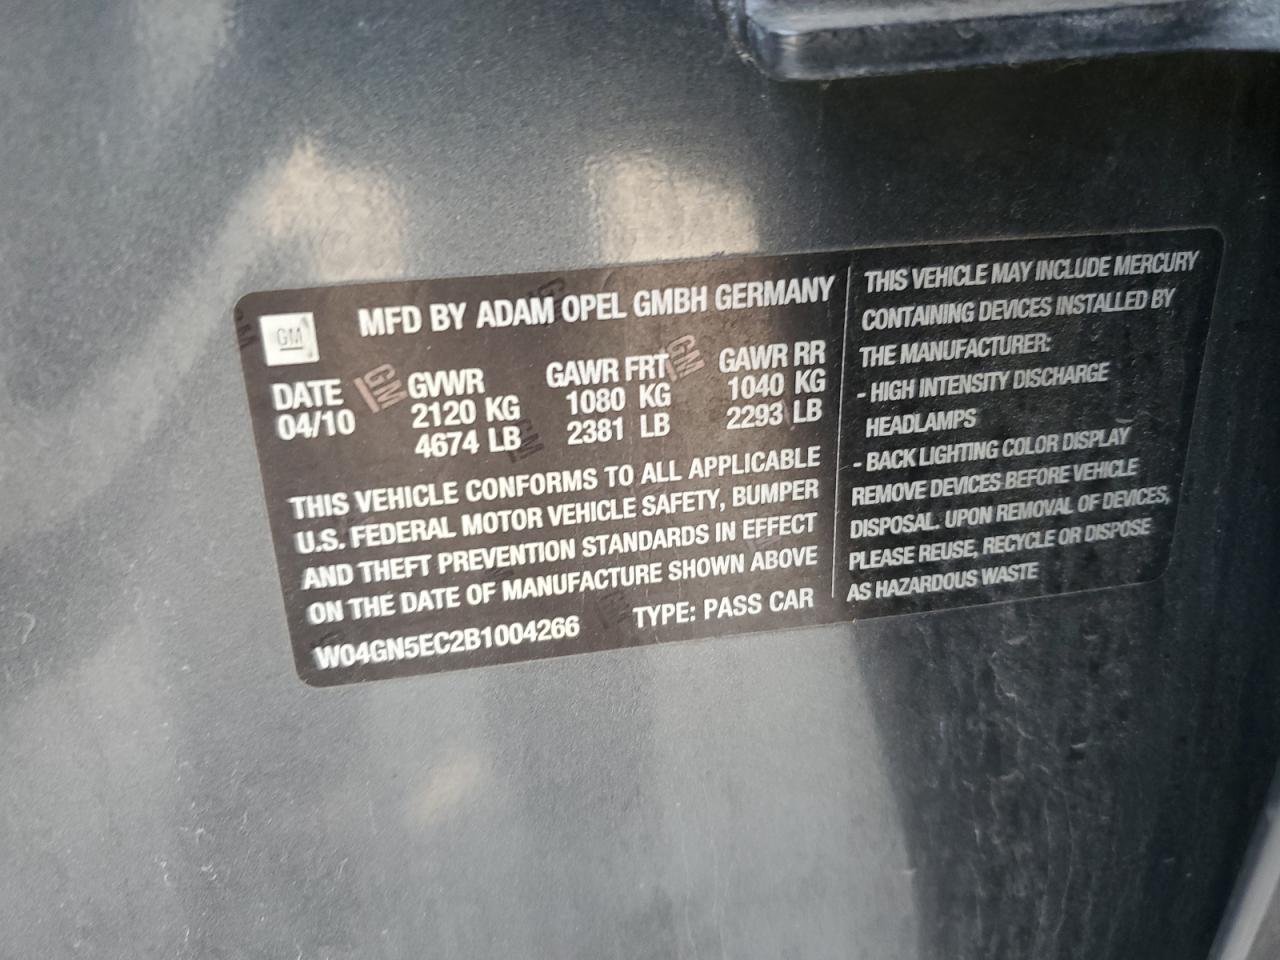 GM
MFD BY ADAM OPEL GMBH GERMANY
DATE GVWR GAWR FRT GAWR RR
04/10 2120 KG 1080 KG 1040 KG
4674 LB 2381 LB 2293 LB
THIS VEHICLE CONFORMS TO ALL APPLICABLE
U.S. FEDERAL MOTOR VEHICLE SAFETY, BUMPER
AND THEFT PREVENTION STANDARDS IN EFFECT
ON THE DATE OF MANUFACTURE SHOWN ABOVE
W04GN5EC2B1004266 TYPE: PASS CAR
THIS VEHICLE MAY INCLUDE MERCURY
CONTAINING DEVICES INSTALLED BY
THE MANUFACTURER:
- HIGH INTENSITY DISCHARGE
HEADLAMPS
- BACK LIGHTING COLOR DISPLAY
REMOVE DEVICES BEFORE VEHICLE
DISPOSAL. UPON REMOVAL OF DEVICES,
PLEASE REUSE, RECYCLE OR DISPOSE
AS HAZARDOUS WASTE